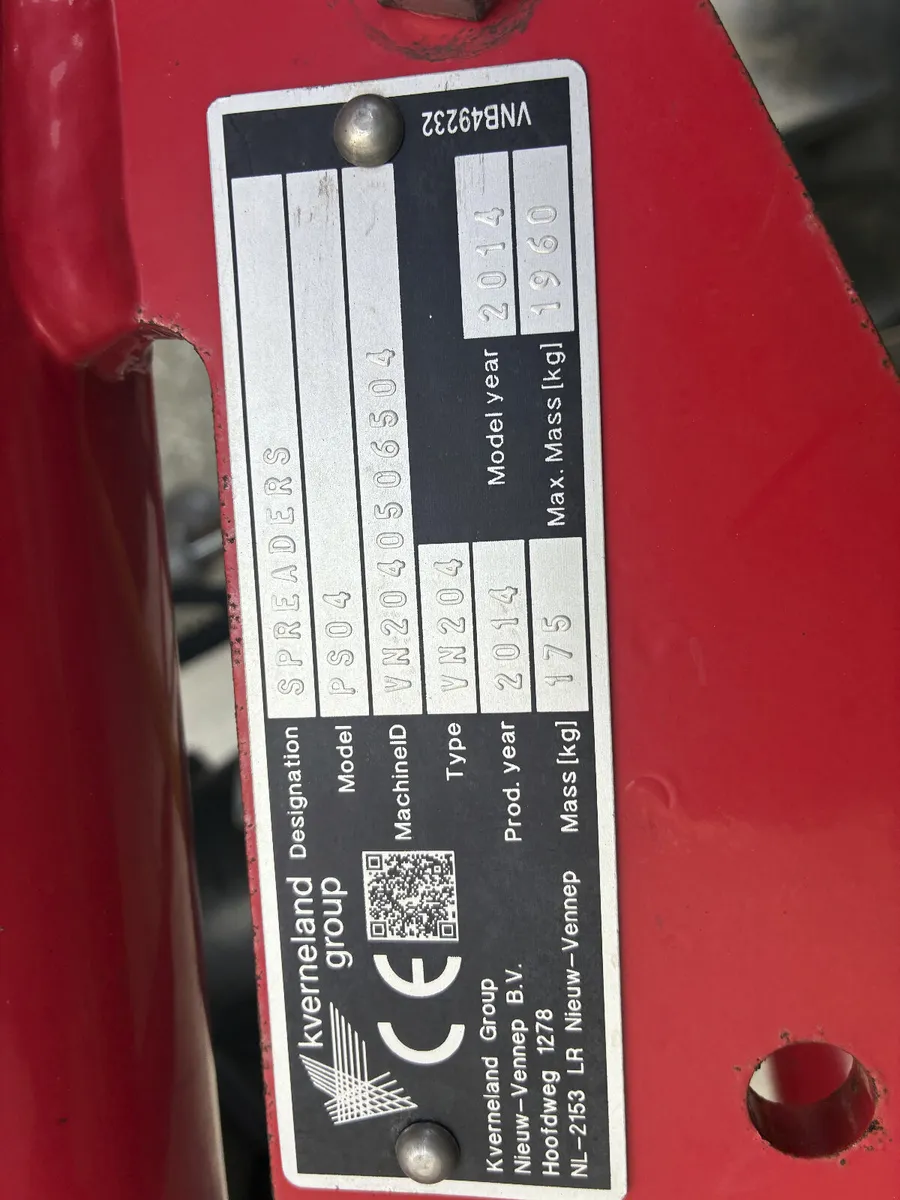 kverneland
group
CE
Kverneland Group
Nieuw-Vennep B.V.
Hoofdweg 1278
NL-2153 LR Nieuw-Vennep
Designation SPREADERS
Model PS04
MachineID VN2040506504
Type VN204
Prod. year 2014 Model year 2014
Mass [kg] 175 Max. Mass [kg] 1960
VNB49232